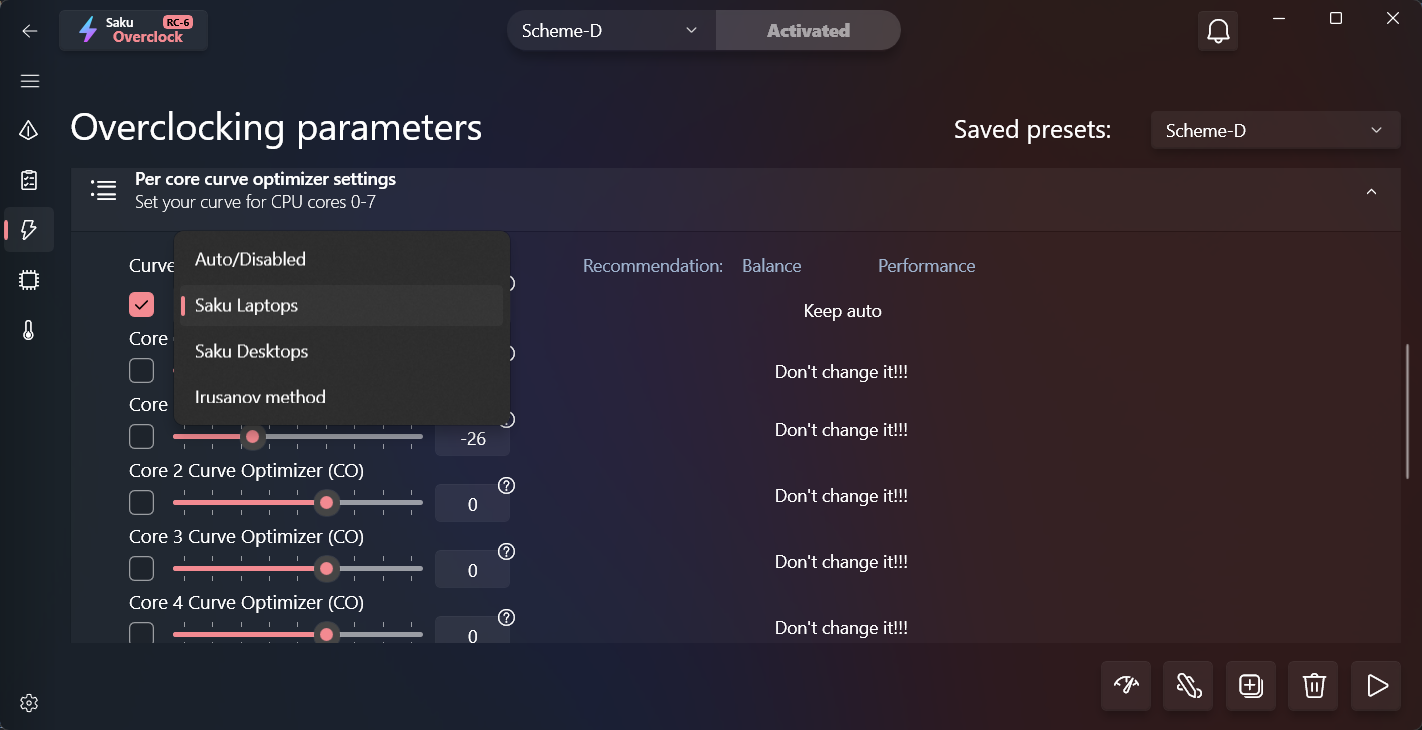 Saku RC-6
Overclock
Scheme-D
Activated
Overclocking parameters
Saved presets:
Scheme-D
Per core curve optimizer settings
Set your curve for CPU cores 0-7
Curve
Recommendation: Balance Performance
Auto/Disabled
Saku Laptops
Saku Desktops
Irusanov method
Keep auto
Core
Don't change it!!!
Core
-26
Don't change it!!!
Core 2 Curve Optimizer (CO)
0
Don't change it!!!
Core 3 Curve Optimizer (CO)
0
Don't change it!!!
Core 4 Curve Optimizer (CO)
0
Don't change it!!!